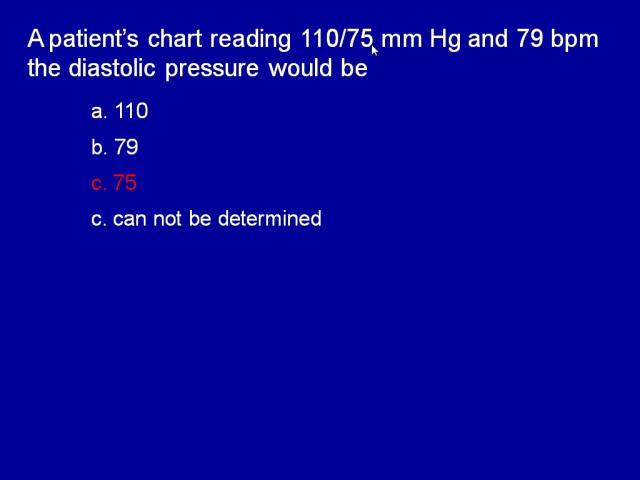 A patient's chart reading 110/75 mm Hg and 79 bpm
the diastolic pressure would be
a. 110
b. 79
c. 75
c. can not be determined